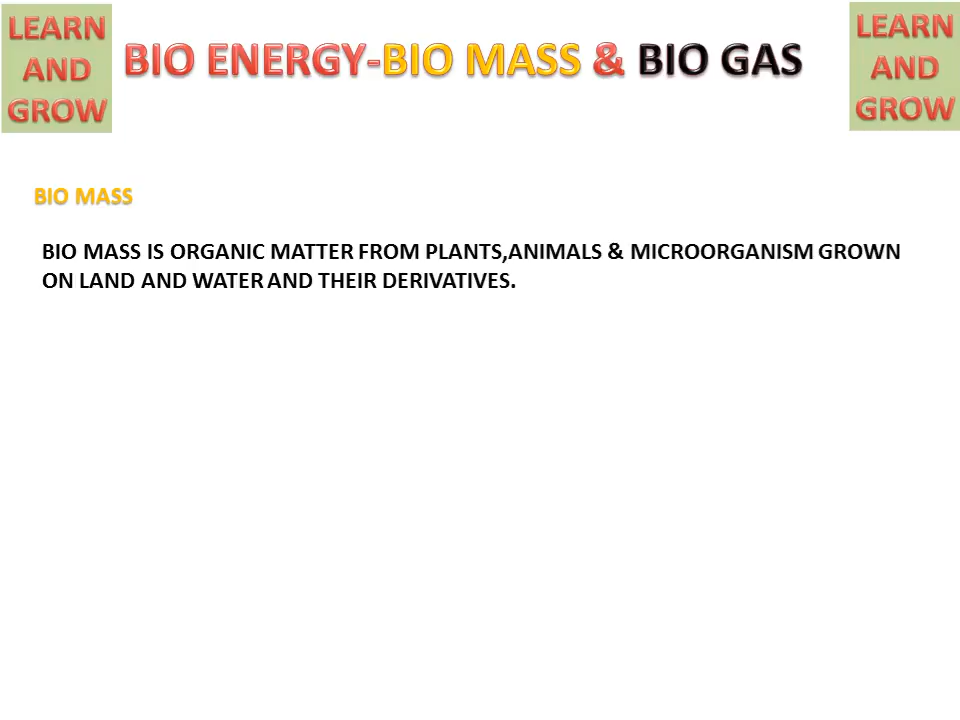 LEARN
AND
GROW
BIO ENERGY-BIO MASS & BIO GAS
LEARN
AND
GROW
BIO MASS
BIO MASS IS ORGANIC MATTER FROM PLANTS,ANIMALS & MICROORGANISM GROWN
ON LAND AND WATER AND THEIR DERIVATIVES.